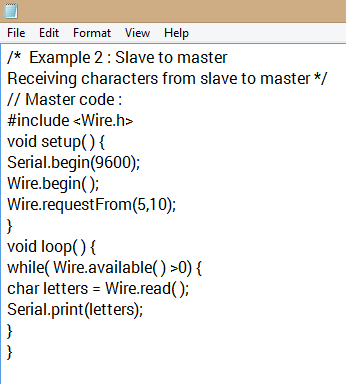 File Edit Format View Help
/*  Example 2 : Slave to master
Receiving characters from slave to master */
// Master code :
#include <Wire.h>
void setup( ) {
Serial.begin(9600);
Wire.begin( );
Wire.requestFrom(5,10);
}
void loop( ) {
while( Wire.available( ) >0) {
char letters = Wire.read( );
Serial.print(letters);
}
}